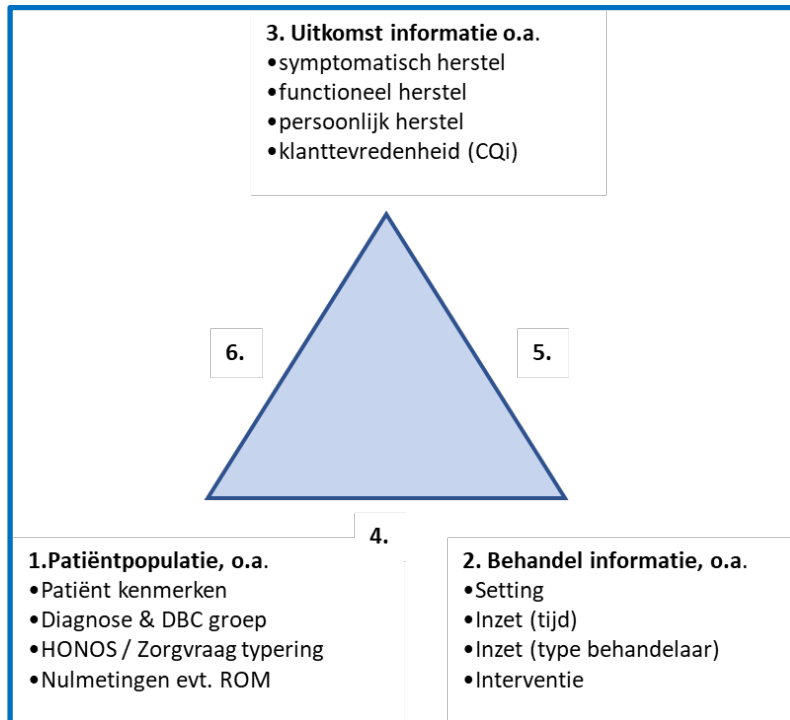 3. Uitkomst informatie o.a.
•symptomatisch herstel
•functioneel herstel
•persoonlijk herstel
•klanttevredenheid (CQi)
6.
5.
4.
1.Patiëntpopulatie, o.a.
•Patiënt kenmerken
•Diagnose & DBC groep
•HONOS / Zorgvraag typering
•Nulmetingen evt. ROM
2. Behandel informatie, o.a.
•Setting
•Inzet (tijd)
•Inzet (type behandelaar)
•Interventie